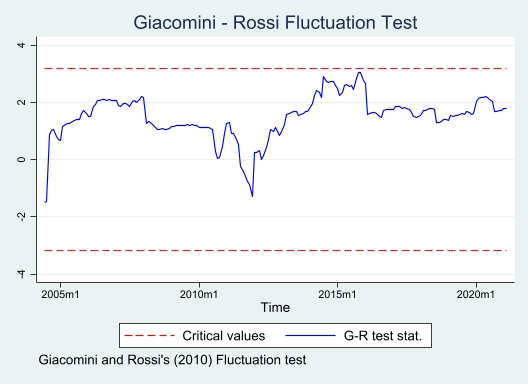 Giacomini - Rossi Fluctuation Test
4
2
0
-2
-4
2005m1 2010m1 2015m1 2020m1
Time
Critical values G-R test stat.
Giacomini and Rossi's (2010) Fluctuation test